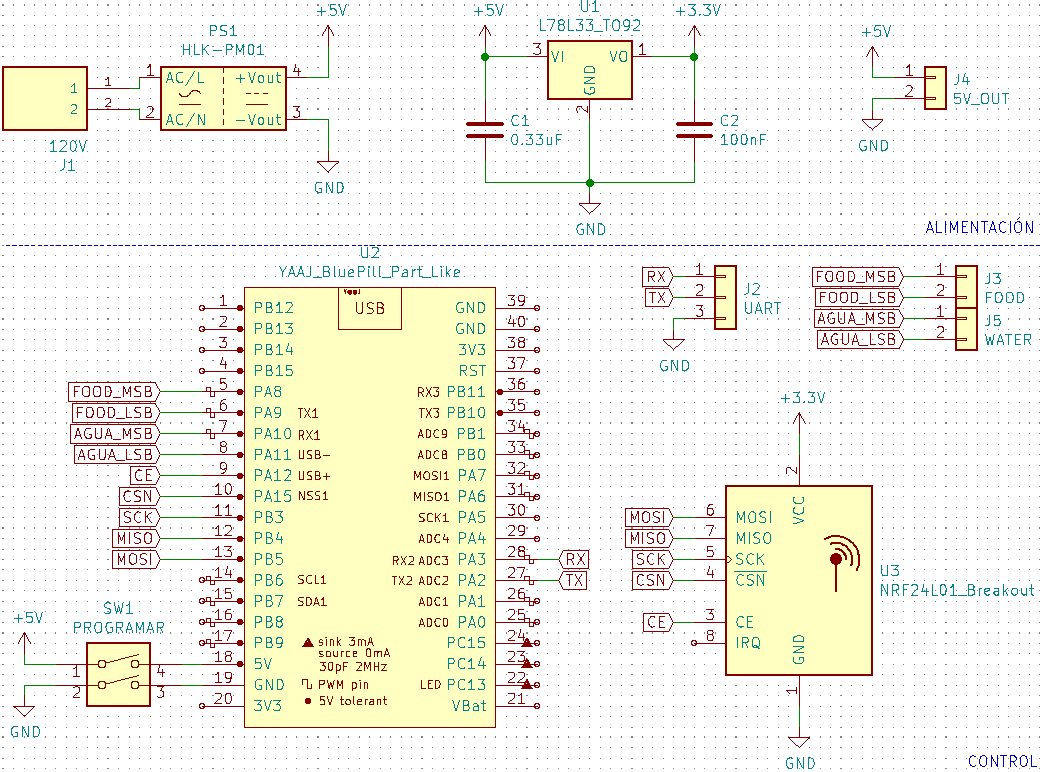 +5V
PS1
HLK-PM01
1
2
1
2
1
2
AC/L
AC/N
+Vout
-Vout
4
3
120V
J1
GND
+5V
U1
L78L33_TO92
+3.3V
3
VI
VO
1
GND
2
C1
0.33uF
C2
100nF
GND
+5V
1
2
J4
5V_OUT
GND
ALIMENTACIÓN
U2
YAAJ_BluePill_Part_Like
USB
1 PB12
2 PB13
3 PB14
4 PB15
FOOD_MSB 5 PA8
FOOD_LSB 6 PA9 TX1
AGUA_MSB 7 PA10 RX1
AGUA_LSB 8 PA11 USB-
CE 9 PA12 USB+
CSN 10 PA15 NSS1
SCK 11 PB3
MISO 12 PB4
MOSI 13 PB5
14 PB6 SCL1
15 PB7 SDA1
16 PB8
17 PB9
18 5V
19 GND
20 3V3
GND 39
GND 40
3V3 38
RST 37
RX3 PB11 36
TX3 PB10 35
ADC9 PB1 34
ADC8 PB0 33
MOSI1 PA7 32
MISO1 PA6 31
SCK1 PA5 30
ADC4 PA4 29
RX2 ADC3 PA3 28 RX
TX2 ADC2 PA2 27 TX
ADC1 PA1 26
ADC0 PA0 25
PC15 24
PC14 23
LED PC13 22
VBat 21
sink 3mA
source 0mA
30pF 2MHz
PWM pin
5V tolerant
+5V
SW1
PROGRAMAR
1
2
4
3
GND
RX 1
TX 2
3
J2
UART
GND
FOOD_MSB 1
FOOD_LSB 2
AGUA_MSB 1
AGUA_LSB 2
J3
FOOD
J5
WATER
+3.3V
2
VCC
MOSI 6 MOSI
MISO 7 MISO
SCK 5 SCK
CSN 4 CSN
CE 3 CE
8 IRQ
GND
1
U3
NRF24L01_Breakout
GND
CONTROL